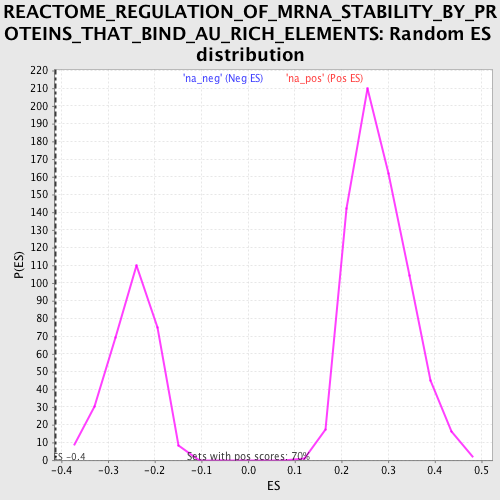 REACTOME_REGULATION_OF_MRNA_STABILITY_BY_PR
OTEINS_THAT_BIND_AU_RICH_ELEMENTS: Random ES
distribution
'na_neg' (Neg ES) 'na_pos' (Pos ES)
220
210
200
190
180
170
160
150
140
130
120
110
100
90
80
70
60
50
40
30
20
10
0
P(ES)
ES -0.4
Sets with pos scores: 70%
-0.4 -0.3 -0.2 -0.1 0.0 0.1 0.2 0.3 0.4 0.5
ES